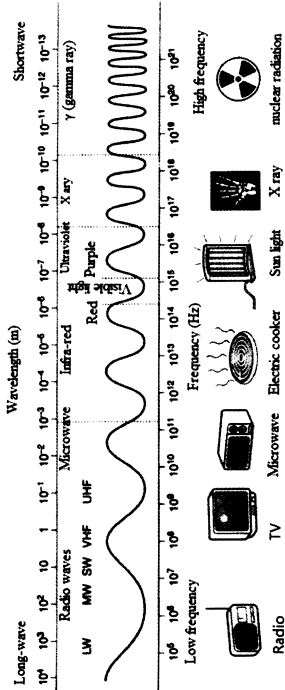 Long-wave Wavelength (m) Shortwave
10⁴ 10³ 10² 10 1 10⁻¹ 10⁻² 10⁻³ 10⁻⁴ 10⁻⁵ 10⁻⁶ 10⁻⁷ 10⁻⁸ 10⁻⁹ 10⁻¹⁰ 10⁻¹¹ 10⁻¹² 10⁻¹³
Radio waves Microwave Infra-red Ultraviolet X ary γ (gamma ray)
LW MW SW VHF UHF Red Purple
Visible light
10⁵ 10⁶ 10⁷ 10⁸ 10⁹ 10¹⁰ 10¹¹ 10¹² 10¹³ 10¹⁴ 10¹⁵ 10¹⁶ 10¹⁷ 10¹⁸ 10¹⁹ 10²⁰ 10²¹
Low frequency Frequency (Hz) High frequency
Radio TV Microwave Electric cooker Sun light X ray nuclear radiation